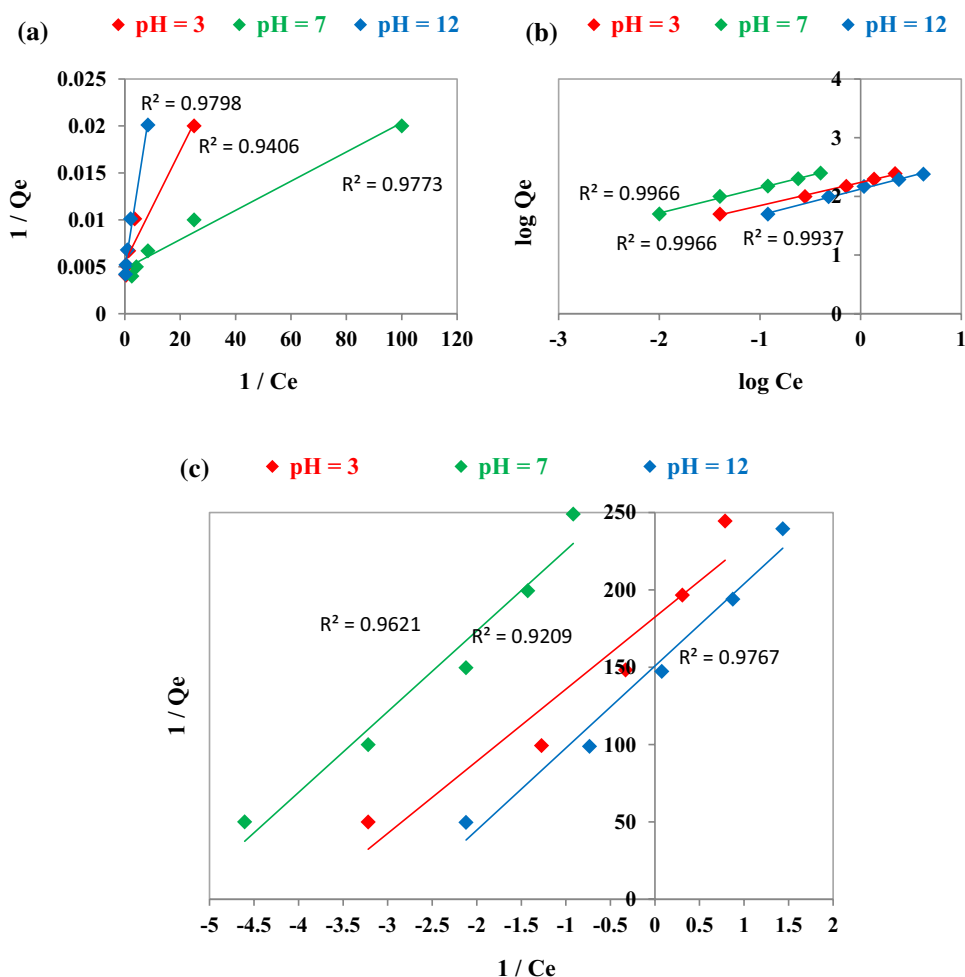 (a)
pH = 3 pH = 7 pH = 12
0.025
0.02
0.015
0.01
0.005
0
R² = 0.9798
R² = 0.9406
R² = 0.9773
1 / Qe
0 20 40 60 80 100 120
1 / Ce
(b)
pH = 3 pH = 7 pH = 12
4
3
2
1
0
R² = 0.9966
R² = 0.9966
R² = 0.9937
log Qe
-3 -2 -1 0 1
log Ce
(c)
pH = 3 pH = 7 pH = 12
250
200
150
100
50
0
R² = 0.9621
R² = 0.9209
R² = 0.9767
1 / Qe
-5 -4.5 -4 -3.5 -3 -2.5 -2 -1.5 -1 -0.5 0 0.5 1 1.5 2
1 / Ce